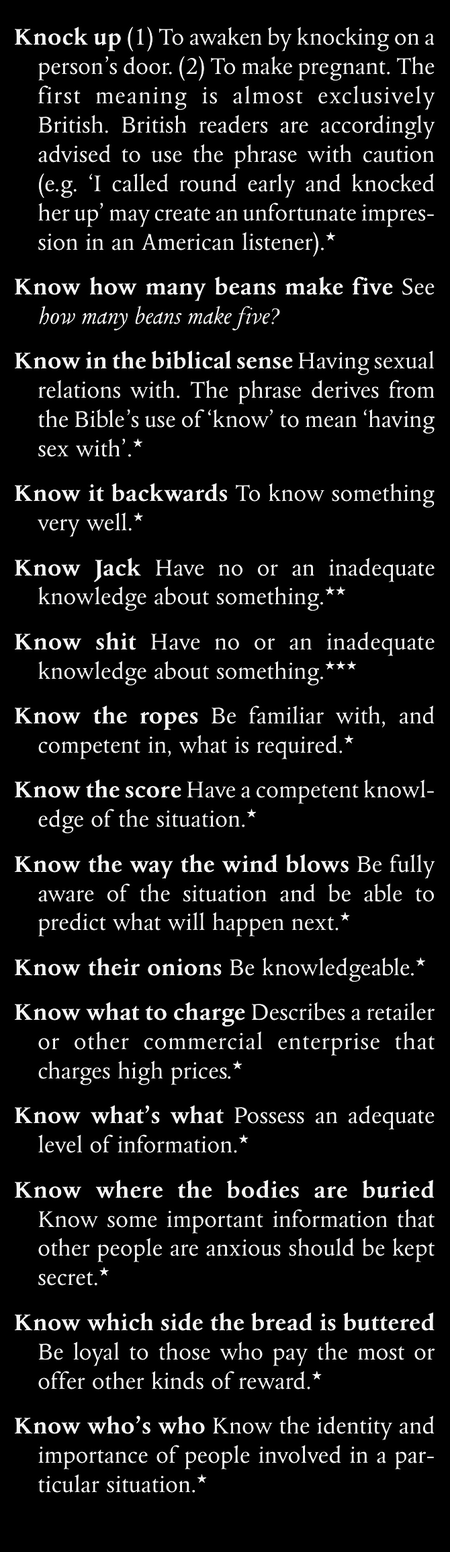 Knock up (1) To awaken by knocking on a
person’s door. (2) To make pregnant. The
first meaning is almost exclusively
British. British readers are accordingly
advised to use the phrase with caution
(e.g. ‘I called round early and knocked
her up’ may create an unfortunate impres-
sion in an American listener).★
Know how many beans make five See
how many beans make five?
Know in the biblical sense Having sexual
relations with. The phrase derives from
the Bible’s use of ‘know’ to mean ‘having
sex with’.★
Know it backwards To know something
very well.★
Know Jack Have no or an inadequate
knowledge about something.★★
Know shit Have no or an inadequate
knowledge about something.★★★
Know the ropes Be familiar with, and
competent in, what is required.★
Know the score Have a competent knowl-
edge of the situation.★
Know the way the wind blows Be fully
aware of the situation and be able to
predict what will happen next.★
Know their onions Be knowledgeable.★
Know what to charge Describes a retailer
or other commercial enterprise that
charges high prices.★
Know what’s what Possess an adequate
level of information.★
Know where the bodies are buried
Know some important information that
other people are anxious should be kept
secret.★
Know which side the bread is buttered
Be loyal to those who pay the most or
offer other kinds of reward.★
Know who’s who Know the identity and
importance of people involved in a par-
ticular situation.★